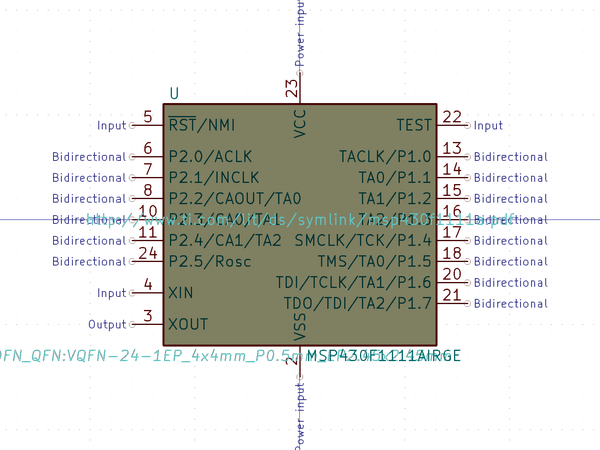 Power input
23
U
VCC
Input 5 RST/NMI TEST 22 Input
Bidirectional 6 P2.0/ACLK TACLK/P1.0 13 Bidirectional
Bidirectional 7 P2.1/INCLK TA0/P1.1 14 Bidirectional
Bidirectional 8 P2.2/CAOUT/TA0 TA1/P1.2 15 Bidirectional
Bidirectional 10 16 Bidirectional
Bidirectional 11 P2.4/CA1/TA2 SMCLK/TCK/P1.4 17 Bidirectional
Bidirectional 24 P2.5/Rosc TMS/TA0/P1.5 18 Bidirectional
TDI/TCLK/TA1/P1.6 20 Bidirectional
Input 4 XIN TDO/TDI/TA2/P1.7 21 Bidirectional
Output 3 XOUT
VSS
MSP430F1111AIRGE
2
Power input